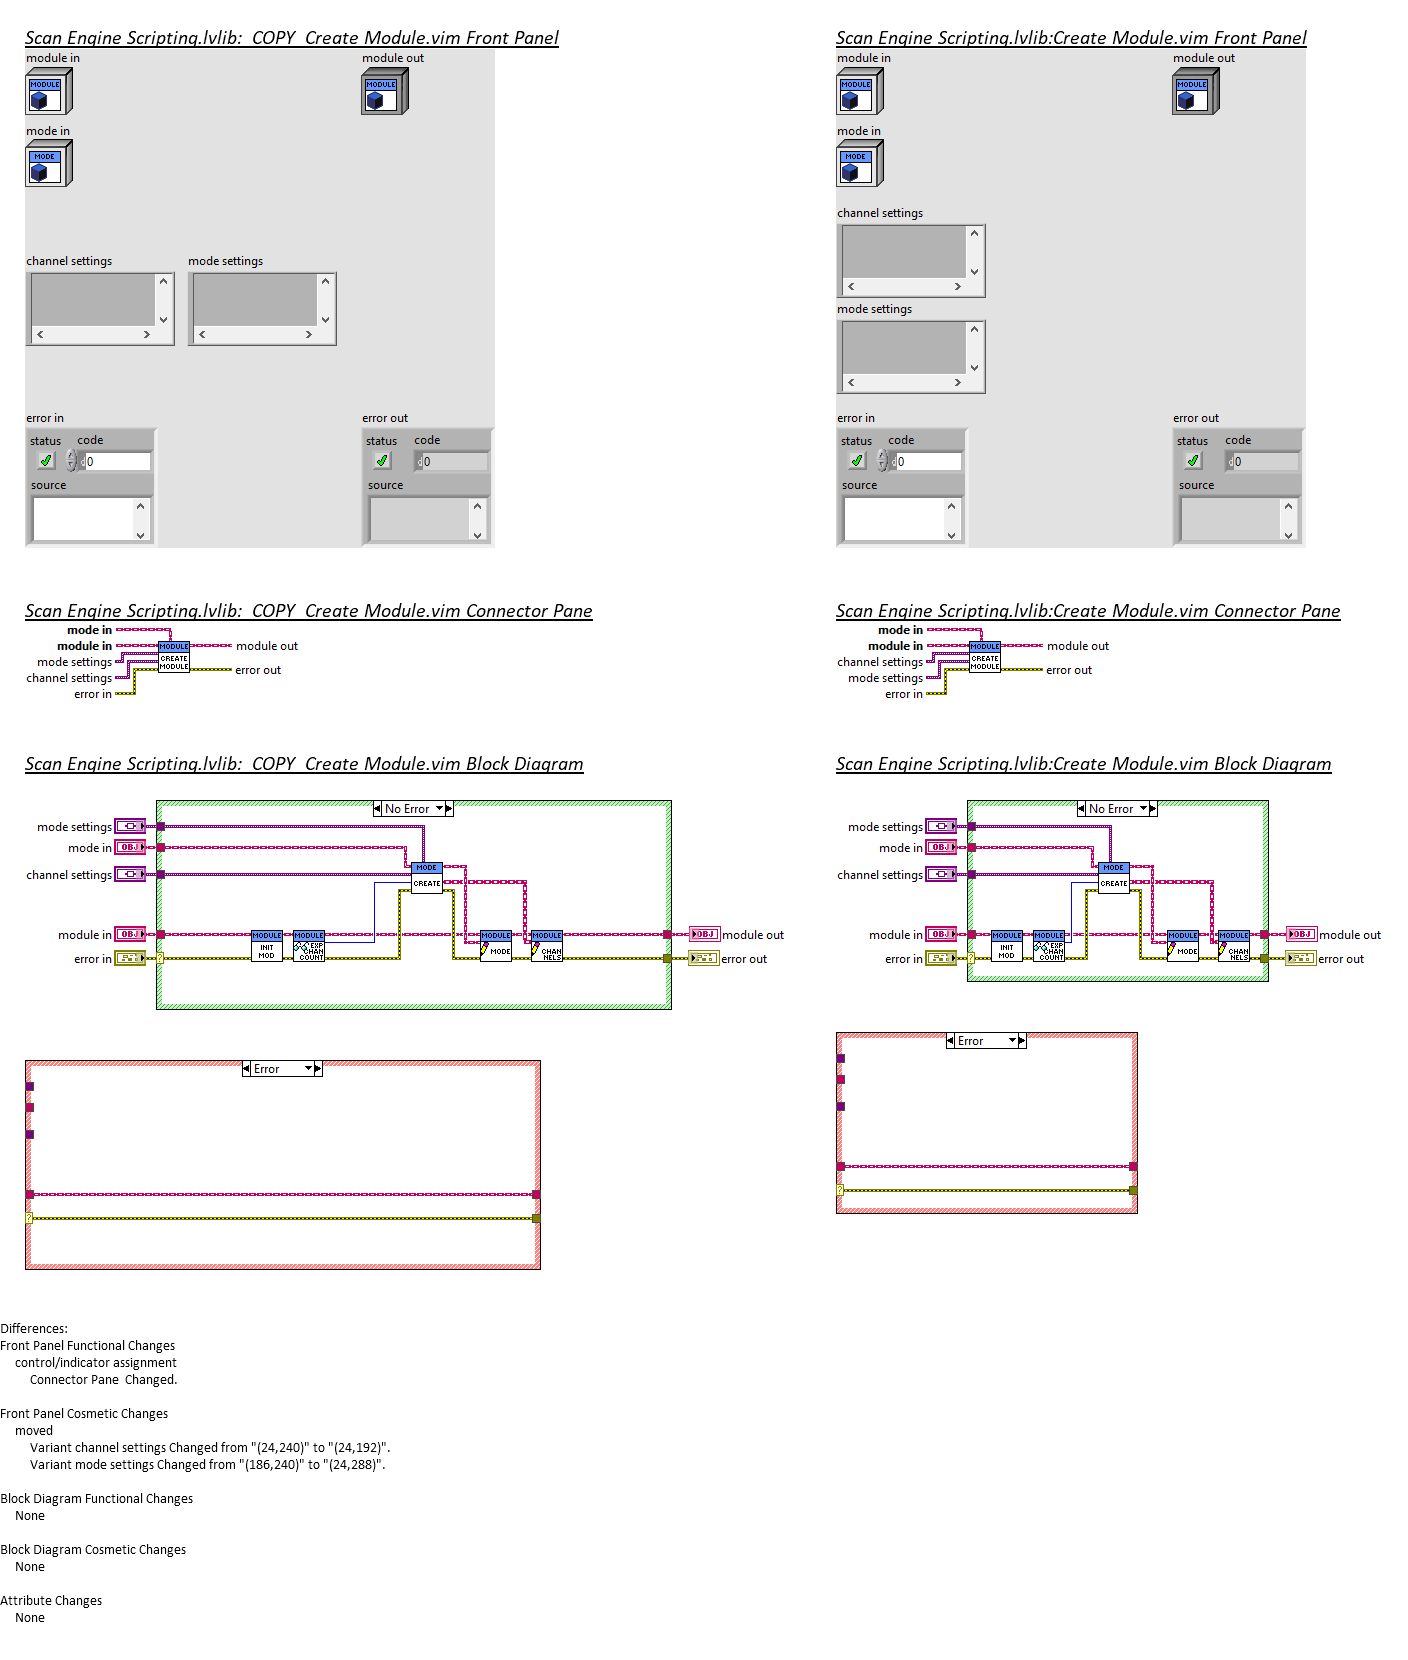 Scan Engine Scripting.lvlib:_COPY_Create Module.vim Front Panel
module in
MODULE
module out
MODULE
mode in
MODE
channel settings
mode settings
error in
status
code
d 0
source
error out
status
code
d 0
source
Scan Engine Scripting.lvlib:Create Module.vim Front Panel
module in
MODULE
module out
MODULE
mode in
MODE
channel settings
mode settings
error in
status
code
d 0
source
error out
status
code
d 0
source
Scan Engine Scripting.lvlib:_COPY_Create Module.vim Connector Pane
mode in
module in
mode settings
channel settings
error in
MODULE
CREATE
MODULE
module out
error out
Scan Engine Scripting.lvlib:Create Module.vim Connector Pane
mode in
module in
channel settings
mode settings
error in
MODULE
CREATE
MODULE
module out
error out
Scan Engine Scripting.lvlib:_COPY_Create Module.vim Block Diagram
No Error
mode settings
mode in
OBJ
channel settings
MODE
CREATE
module in
OBJ
error in
?
MODULE
INIT
MOD
MODULE
EXP
CHAN
COUNT
MODULE
MODE
MODULE
CHAN
NELS
OBJ
module out
error out
Error
?
Scan Engine Scripting.lvlib:Create Module.vim Block Diagram
No Error
mode settings
mode in
OBJ
channel settings
MODE
CREATE
module in
OBJ
error in
?
MODULE
INIT
MOD
MODULE
EXP
CHAN
COUNT
MODULE
MODE
MODULE
CHAN
NELS
OBJ
module out
error out
Error
?
Differences:
Front Panel Functional Changes
control/indicator assignment
Connector Pane  Changed.
Front Panel Cosmetic Changes
moved
Variant channel settings Changed from "(24,240)" to "(24,192)".
Variant mode settings Changed from "(186,240)" to "(24,288)".
Block Diagram Functional Changes
None
Block Diagram Cosmetic Changes
None
Attribute Changes
None